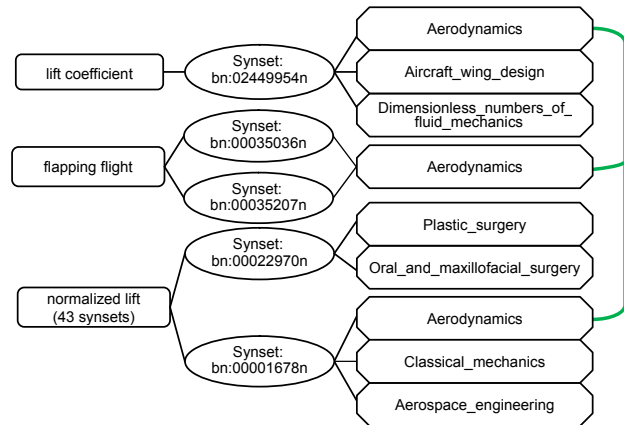 lift coefficient
Synset:
bn:02449954n
Aerodynamics
Aircraft_wing_design
Dimensionless_numbers_of_
fluid_mechanics
flapping flight
Synset:
bn:00035036n
Synset:
bn:00035207n
Aerodynamics
normalized lift
(43 synsets)
Synset:
bn:00022970n
Plastic_surgery
Oral_and_maxillofacial_surgery
Synset:
bn:00001678n
Aerodynamics
Classical_mechanics
Aerospace_engineering